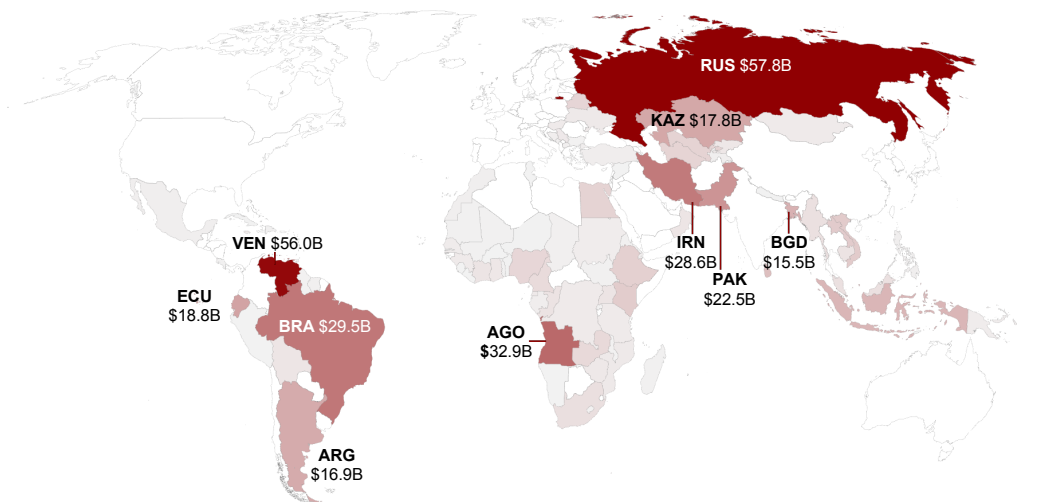 RUS $57.8B
KAZ $17.8B
VEN $56.0B
IRN
$28.6B
BGD
$15.5B
PAK
$22.5B
ECU
$18.8B
BRA $29.5B
AGO
$32.9B
ARG
$16.9B